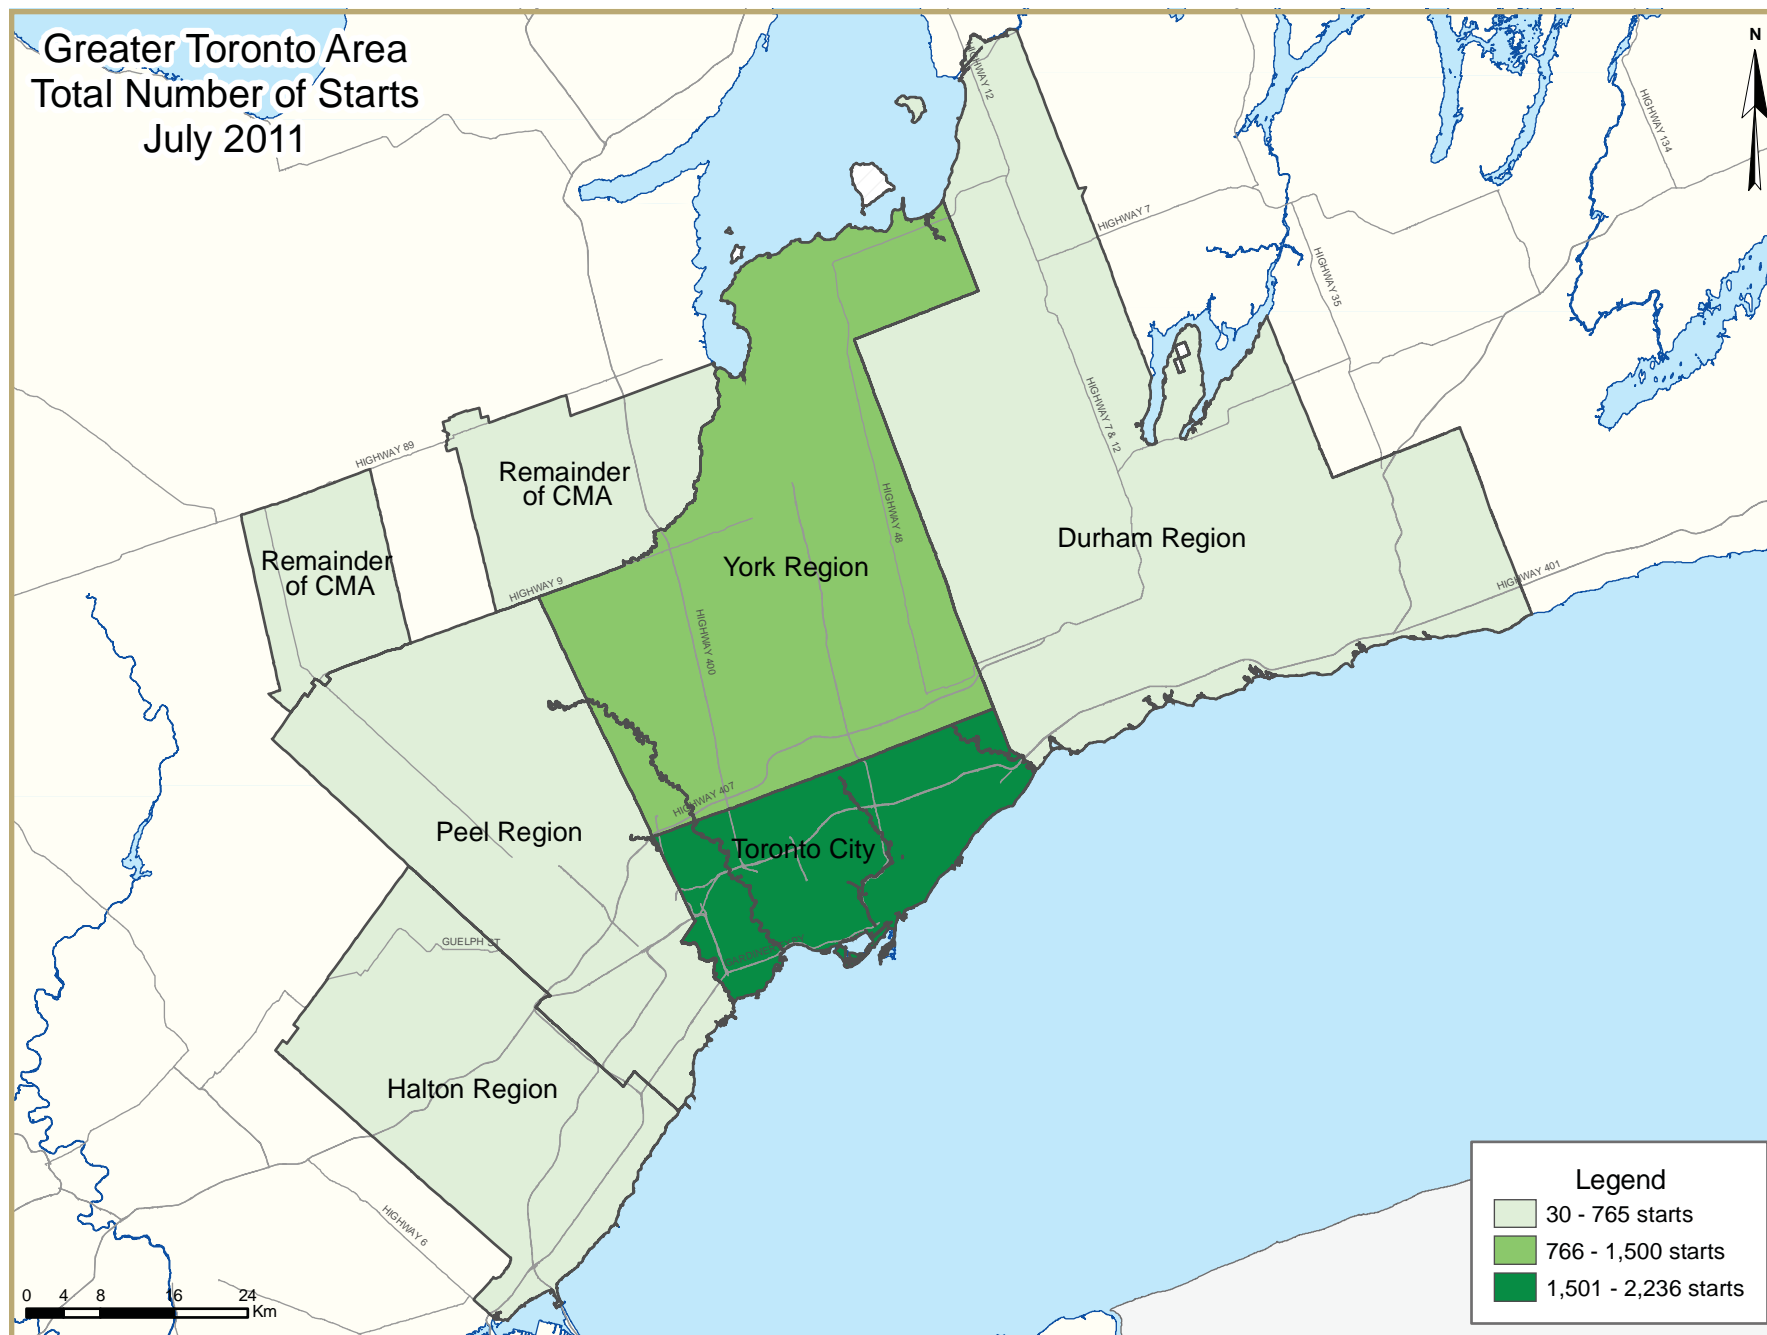 Greater Toronto Area
Total Number of Starts
July 2011
N
HIGHWAY 12
HIGHWAY 134
HIGHWAY 7
HIGHWAY 35
HIGHWAY 7 & 12
HIGHWAY 89
Remainder
of CMA
HIGHWAY 48
Durham Region
Remainder
of CMA
York Region
HIGHWAY 401
HIGHWAY 9
HIGHWAY 400
HIGHWAY 407
Peel Region
Toronto City
GUELPH ST
Halton Region
HIGHWAY 6
Legend
30 - 765 starts
766 - 1,500 starts
1,501 - 2,236 starts
0 4 8 16 24
Km